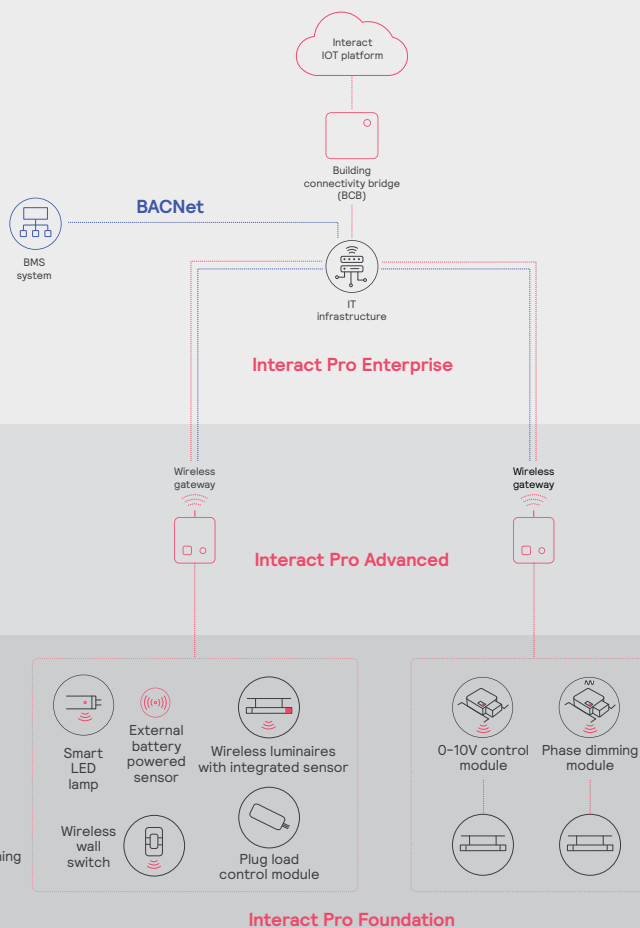 Interact
IOT platform
Building
connectivity bridge
(BCB)
BACNet
BMS
system
IT
infrastructure
Interact Pro Enterprise
Wireless
gateway
Wireless
gateway
Interact Pro Advanced
Smart
LED
lamp
External
battery
powered
sensor
Wireless luminaires
with integrated sensor
0-10V control
module
Phase dimming
module
Wireless
wall
switch
Plug load
control module
Interact Pro Foundation